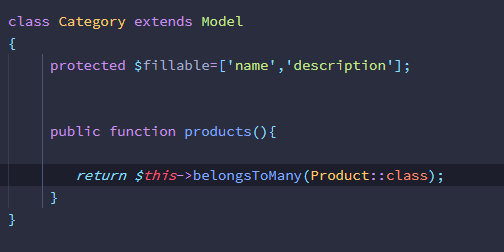 class Category extends Model
{
protected $fillable=['name','description'];
public function products(){
return $this->belongsToMany(Product::class);
}
}